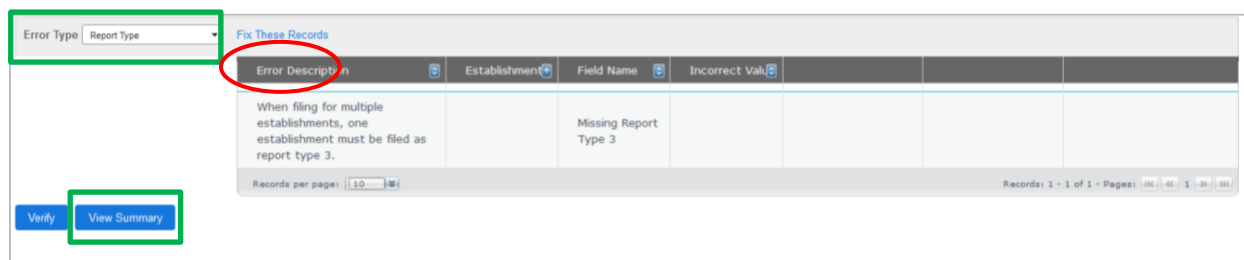 Error Type Report Type Fix These Records
Error Description Establishment Field Name Incorrect Valu
When filing for multiple
establishments, one
establishment must be filed as
report type 3.
Missing Report
Type 3
Records per page: 10 Records: 1 - 1 of 1 - Pages: 1
Verify View Summary